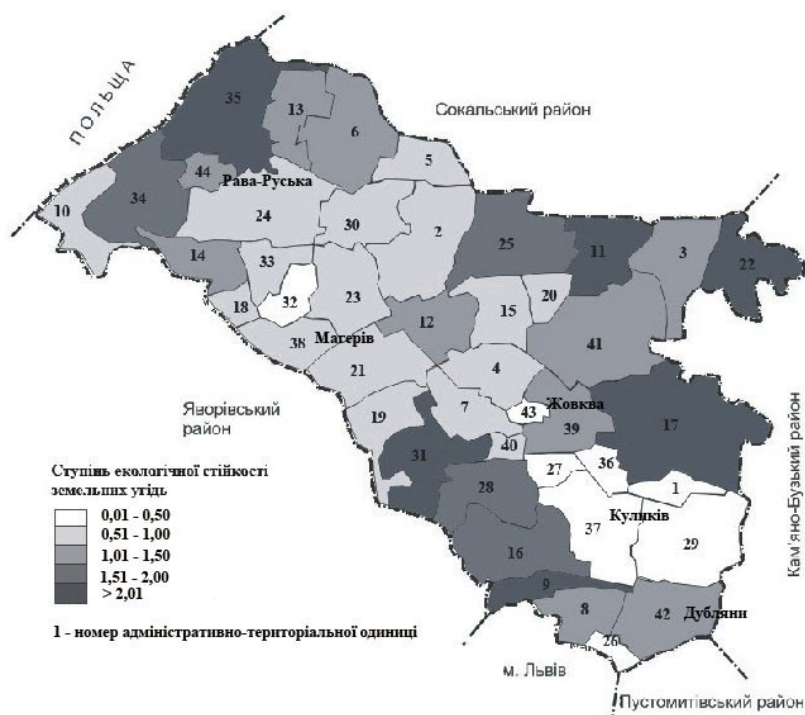 ПОЛЬЩА
35
13
6
Сокальський район
5
44
Рава-Руська
10
34
24
30
2
14
33
25
11
3
22
32
23
20
18
12
15
38
Магерів
41
21
4
Яворівський
район
19
7
43
Жовква
39
17
Кам'яно-Бузький район
40
31
27
36
28
1
37
Куликів
29
16
9
8
42
Дубляни
26
м. Львів
Пустомитівський район
Ступінь екологічної стійкості
земельних угідь
0,01 - 0,50
0,51 - 1,00
1,01 - 1,50
1,51 - 2,00
> 2,01
1 - номер адміністративно-територіальної одиниці